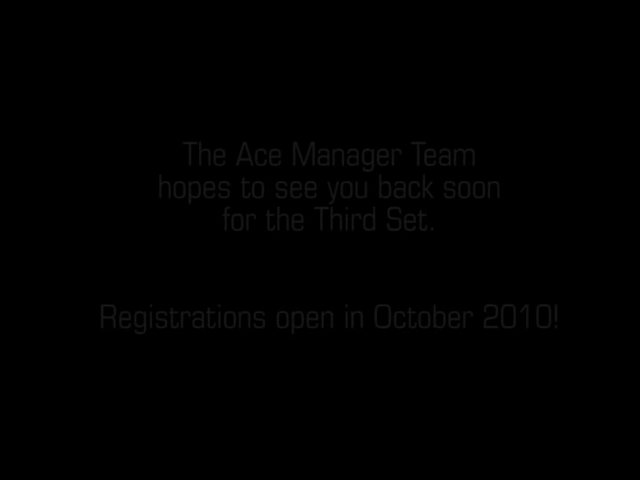 The Ace Manager Team
hopes to see you back soon
for the Third Set.
Registrations open in October 2010!